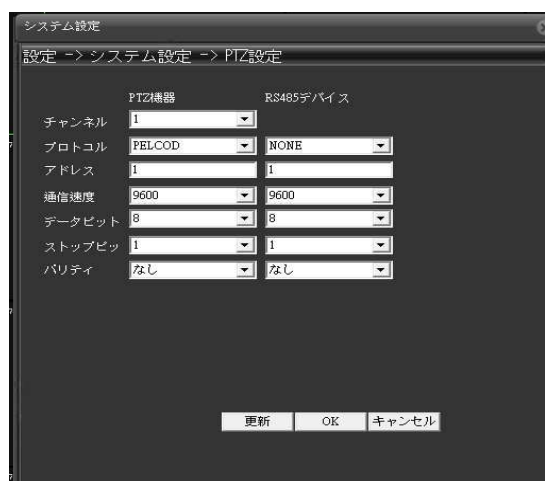 システム設定
設定 -> システム設定 -> PTZ設定
PTZ機器 RS485デバイス
チャンネル 1
プロトコル PELCOD NONE
アドレス 1 1
通信速度 9600 9600
データビット 8 8
ストップビッ 1 1
パリティ なし なし
更新 OK キャンセル